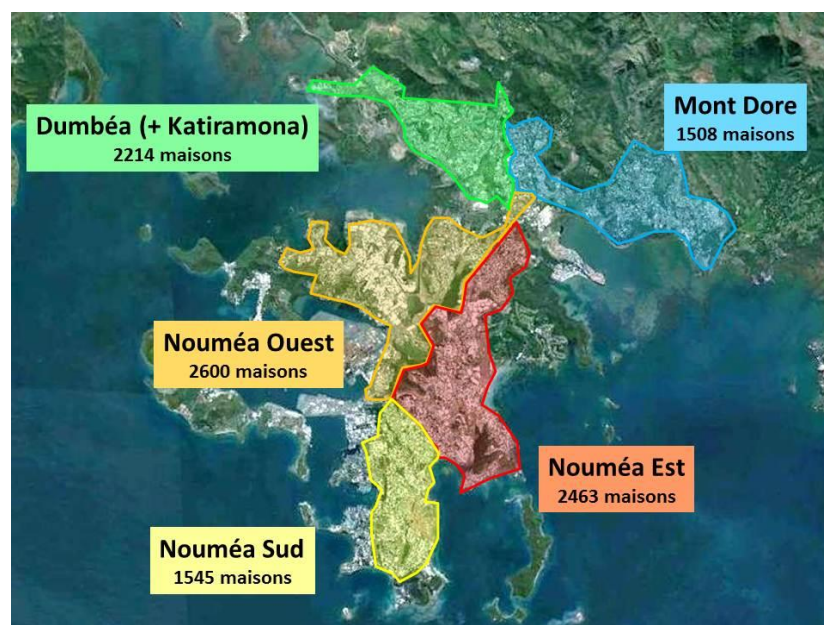 Dumbéa (+ Katiramona)
2214 maisons
Mont Dore
1508 maisons
Nouméa Ouest
2600 maisons
Nouméa Est
2463 maisons
Nouméa Sud
1545 maisons